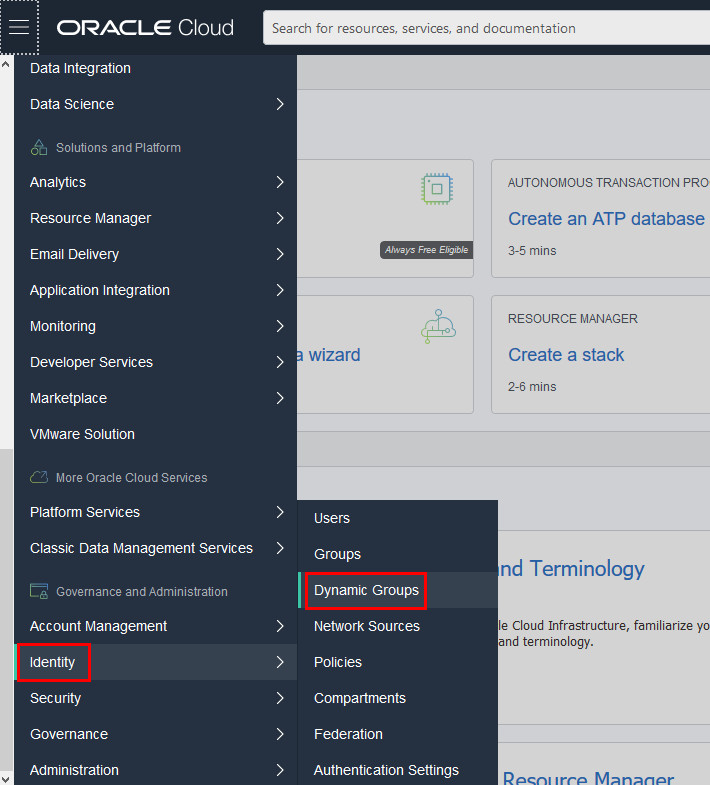 ORACLE Cloud
Search for resources, services, and documentation
Data Integration
Data Science
Solutions and Platform
Analytics
Resource Manager
Email Delivery
Application Integration
Monitoring
Developer Services
Marketplace
VMware Solution
More Oracle Cloud Services
Platform Services
Classic Data Management Services
Governance and Administration
Account Management
Identity
Security
Governance
Administration
Users
Groups
Dynamic Groups
Network Sources
Policies
Compartments
Federation
Authentication Settings
Always Free Eligible
a wizard
AUTONOMOUS TRANSACTION PRO
Create an ATP database
3-5 mins
RESOURCE MANAGER
Create a stack
2-6 mins
nd Terminology
le Cloud Infrastructure, familiarize yo
and terminology.
Resource Manager